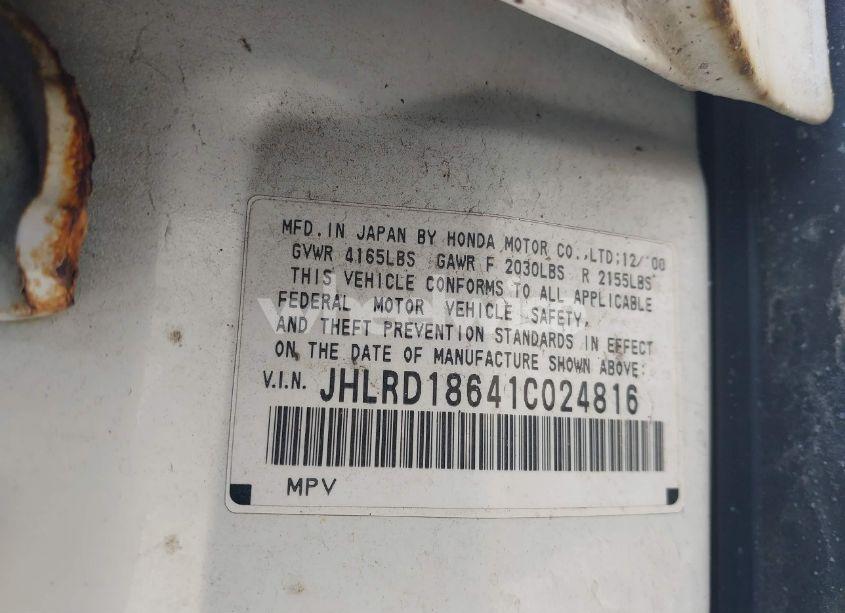 MFD. IN JAPAN BY HONDA MOTOR CO.,LTD;12/'00
GVWR 4165LBS GAWR F 2030LBS R 2155LBS
THIS VEHICLE CONFORMS TO ALL APPLICABLE
FEDERAL MOTOR VEHICLE SAFETY,
AND THEFT PREVENTION STANDARDS IN EFFECT
ON THE DATE OF MANUFACTURE SHOWN ABOVE:
V.I.N. JHLRD18641C024816
MPV